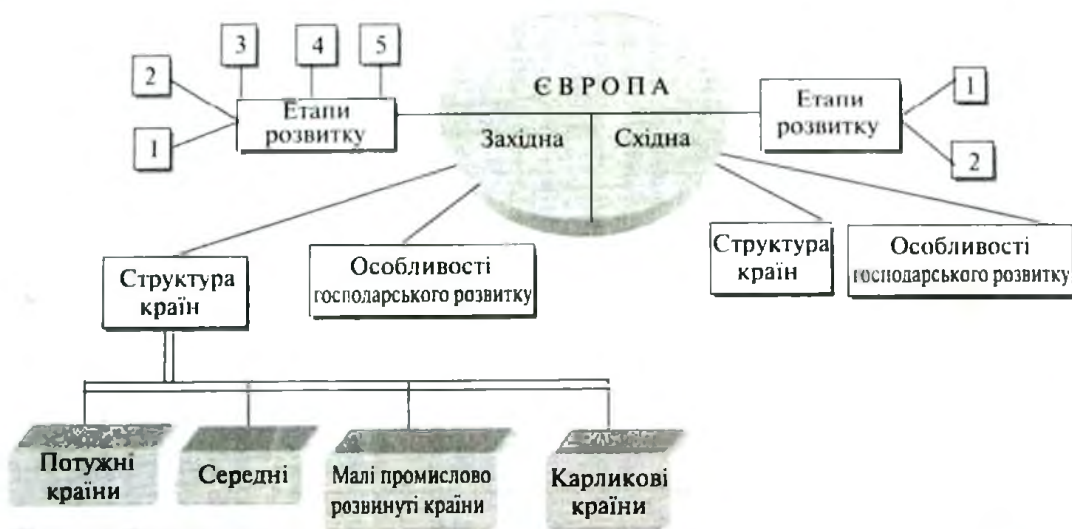 3
4
5
2
1
Етапи
розвитку
ЄВРОПА
Західна
Східна
Етапи
розвитку
1
2
Структура
країн
Особливості
господарського розвитку
Структура
країн
Особливості
господарського розвитку
Потужні
країни
Середні
Малі промислово
розвинуті країни
Карликові
країни